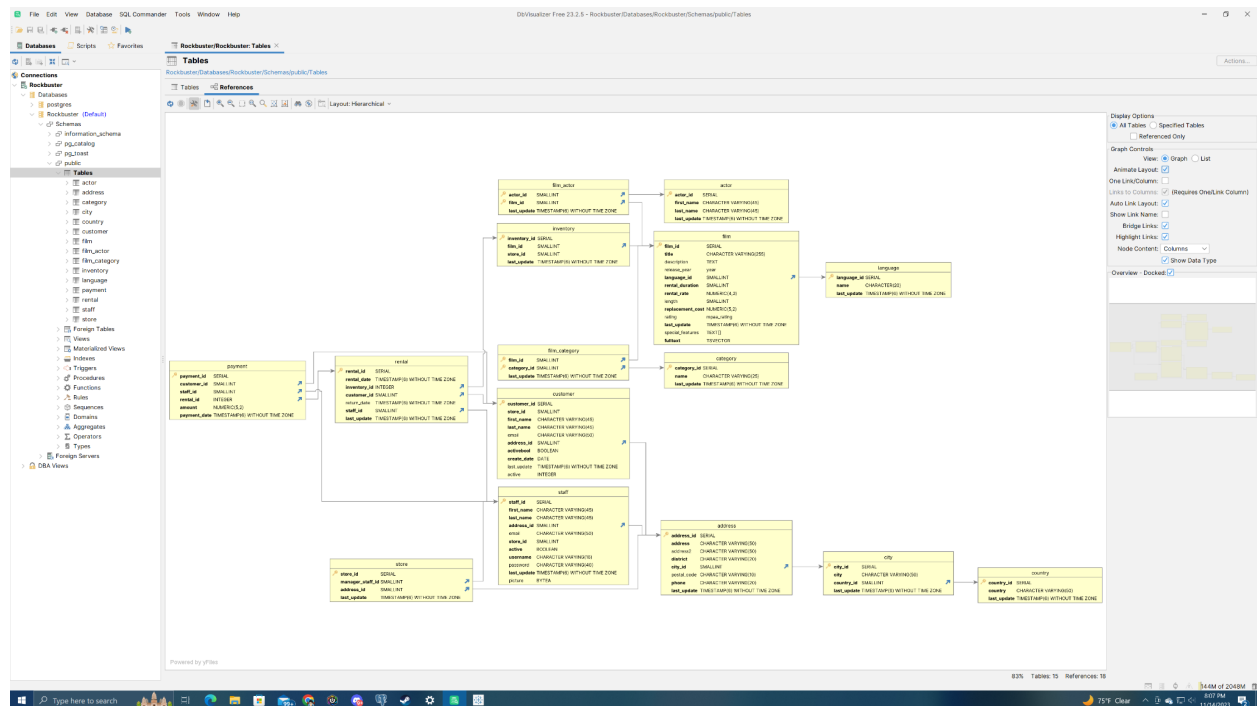 File Edit View Database SQL Commander Tools Window Help
DbVisualizer Free 23.2.5 - Rockbuster/Databases/Rockbuster/Schemas/public/Tables
Databases Scripts Favorites
Rockbuster/Rockbuster: Tables
Tables
Actions...
Rockbuster/Databases/Rockbuster/Schemas/public/Tables
Tables References
Layout: Hierarchical
Connections
Rockbuster
Databases
postgres
Rockbuster (Default)
Schemas
information_schema
pg_catalog
pg_toast
public
Tables
actor
address
category
city
country
customer
film
film_actor
film_category
inventory
language
payment
rental
staff
store
Foreign Tables
Views
Materialized Views
Indexes
Triggers
Procedures
Functions
Rules
Sequences
Domains
Aggregates
Operators
Types
Foreign Servers
DBA Views
film_actor
actor_id SMALLINT
film_id SMALLINT
last_update TIMESTAMP(6) WITHOUT TIME ZONE
actor
actor_id SERIAL
first_name CHARACTER VARYING(45)
last_name CHARACTER VARYING(45)
last_update TIMESTAMP(6) WITHOUT TIME ZONE
inventory
inventory_id SERIAL
film_id SMALLINT
store_id SMALLINT
last_update TIMESTAMP(6) WITHOUT TIME ZONE
film
film_id SERIAL
title CHARACTER VARYING(255)
description TEXT
release_year year
language_id SMALLINT
rental_duration SMALLINT
rental_rate NUMERIC(4,2)
length SMALLINT
replacement_cost NUMERIC(5,2)
rating mpaa_rating
last_update TIMESTAMP(6) WITHOUT TIME ZONE
special_features TEXT[]
fulltext TSVECTOR
language
language_id SERIAL
name CHARACTER(20)
last_update TIMESTAMP(6) WITHOUT TIME ZONE
film_category
film_id SMALLINT
category_id SMALLINT
last_update TIMESTAMP(6) WITHOUT TIME ZONE
category
category_id SERIAL
name CHARACTER VARYING(25)
last_update TIMESTAMP(6) WITHOUT TIME ZONE
payment
payment_id SERIAL
customer_id SMALLINT
staff_id SMALLINT
rental_id INTEGER
amount NUMERIC(5,2)
payment_date TIMESTAMP(6) WITHOUT TIME ZONE
rental
rental_id SERIAL
rental_date TIMESTAMP(6) WITHOUT TIME ZONE
inventory_id INTEGER
customer_id SMALLINT
return_date TIMESTAMP(6) WITHOUT TIME ZONE
staff_id SMALLINT
last_update TIMESTAMP(6) WITHOUT TIME ZONE
customer
customer_id SERIAL
store_id SMALLINT
first_name CHARACTER VARYING(45)
last_name CHARACTER VARYING(45)
email CHARACTER VARYING(50)
address_id SMALLINT
activebool BOOLEAN
create_date DATE
last_update TIMESTAMP(6) WITHOUT TIME ZONE
active INTEGER
staff
staff_id SERIAL
first_name CHARACTER VARYING(45)
last_name CHARACTER VARYING(45)
address_id SMALLINT
email CHARACTER VARYING(50)
store_id SMALLINT
active BOOLEAN
username CHARACTER VARYING(16)
password CHARACTER VARYING(40)
last_update TIMESTAMP(6) WITHOUT TIME ZONE
picture BYTEA
store
store_id SERIAL
manager_staff_id SMALLINT
address_id SMALLINT
last_update TIMESTAMP(6) WITHOUT TIME ZONE
address
address_id SERIAL
address CHARACTER VARYING(50)
address2 CHARACTER VARYING(50)
district CHARACTER VARYING(20)
city_id SMALLINT
postal_code CHARACTER VARYING(10)
phone CHARACTER VARYING(20)
last_update TIMESTAMP(6) WITHOUT TIME ZONE
city
city_id SERIAL
city CHARACTER VARYING(50)
country_id SMALLINT
last_update TIMESTAMP(6) WITHOUT TIME ZONE
country
country_id SERIAL
country CHARACTER VARYING(50)
last_update TIMESTAMP(6) WITHOUT TIME ZONE
Powered by yFiles
Display Options
All Tables Specified Tables
Referenced Only
Graph Controls
View: Graph List
Animate Layout:
One Link/Column:
Links to Columns: (Requires One/Link Column)
Auto Link Layout:
Show Link Name:
Bridge Links:
Highlight Links:
Node Content: Columns
Show Data Type
Overview - Docked:
83% Tables: 15 References: 18
344M of 2048M
Type here to search
99+
75°F Clear
8:07 PM
11/14/2023